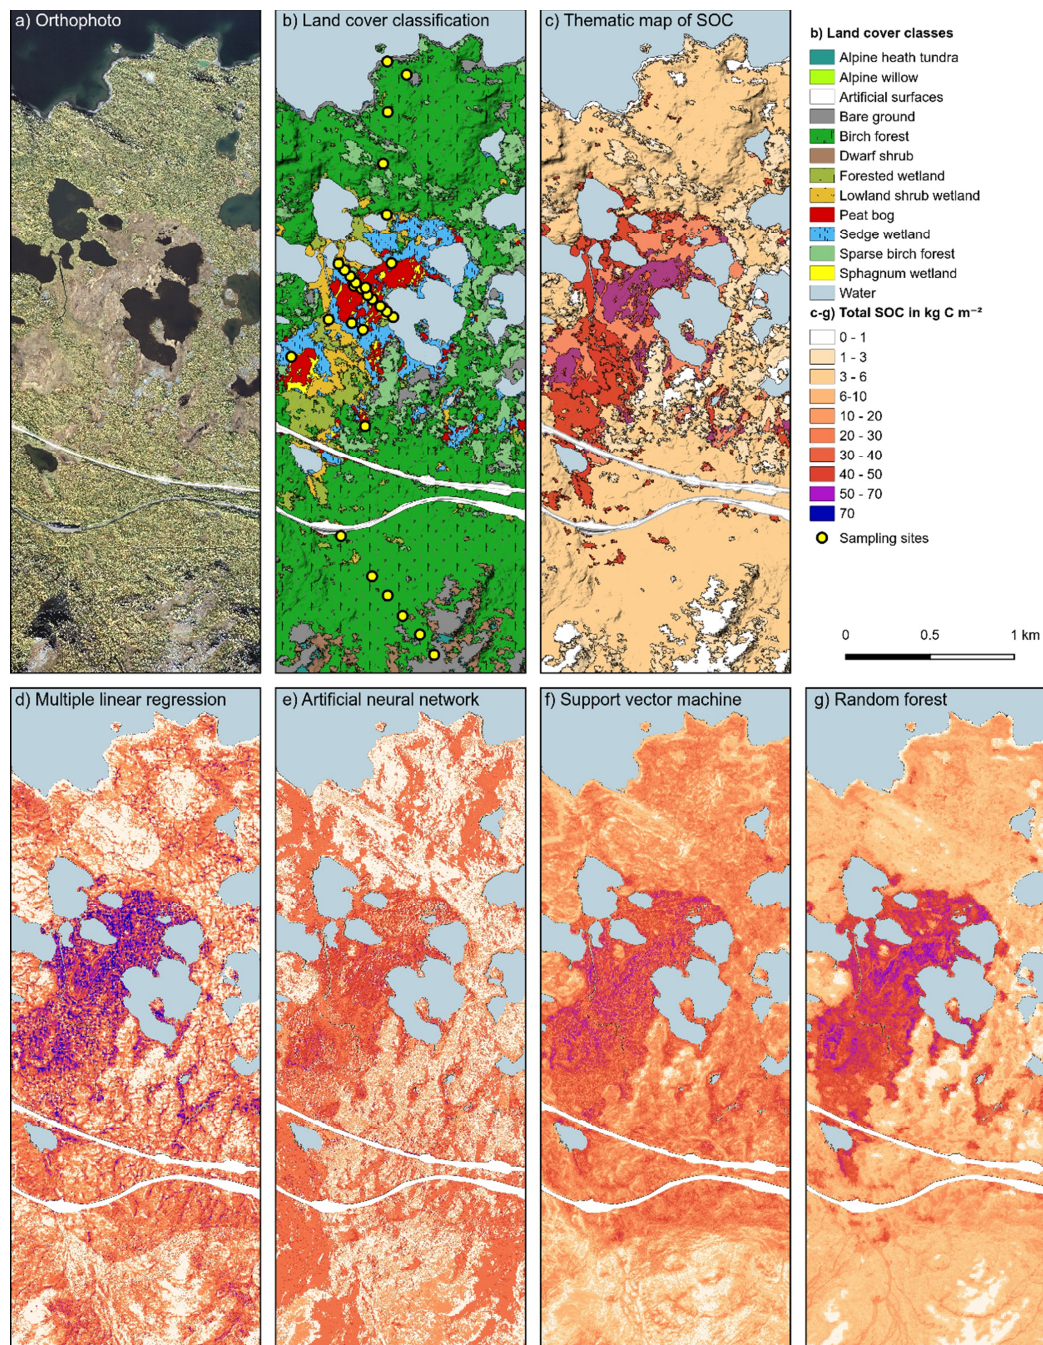 a) Orthophoto
b) Land cover classification
c) Thematic map of SOC
b) Land cover classes
Alpine heath tundra
Alpine willow
Artificial surfaces
Bare ground
Birch forest
Dwarf shrub
Forested wetland
Lowland shrub wetland
Peat bog
Sedge wetland
Sparse birch forest
Sphagnum wetland
Water
c-g) Total SOC in kg C m⁻²
0 - 1
1 - 3
3 - 6
6-10
10 - 20
20 - 30
30 - 40
40 - 50
50 - 70
70
Sampling sites
0 0.5 1 km
d) Multiple linear regression
e) Artificial neural network
f) Support vector machine
g) Random forest